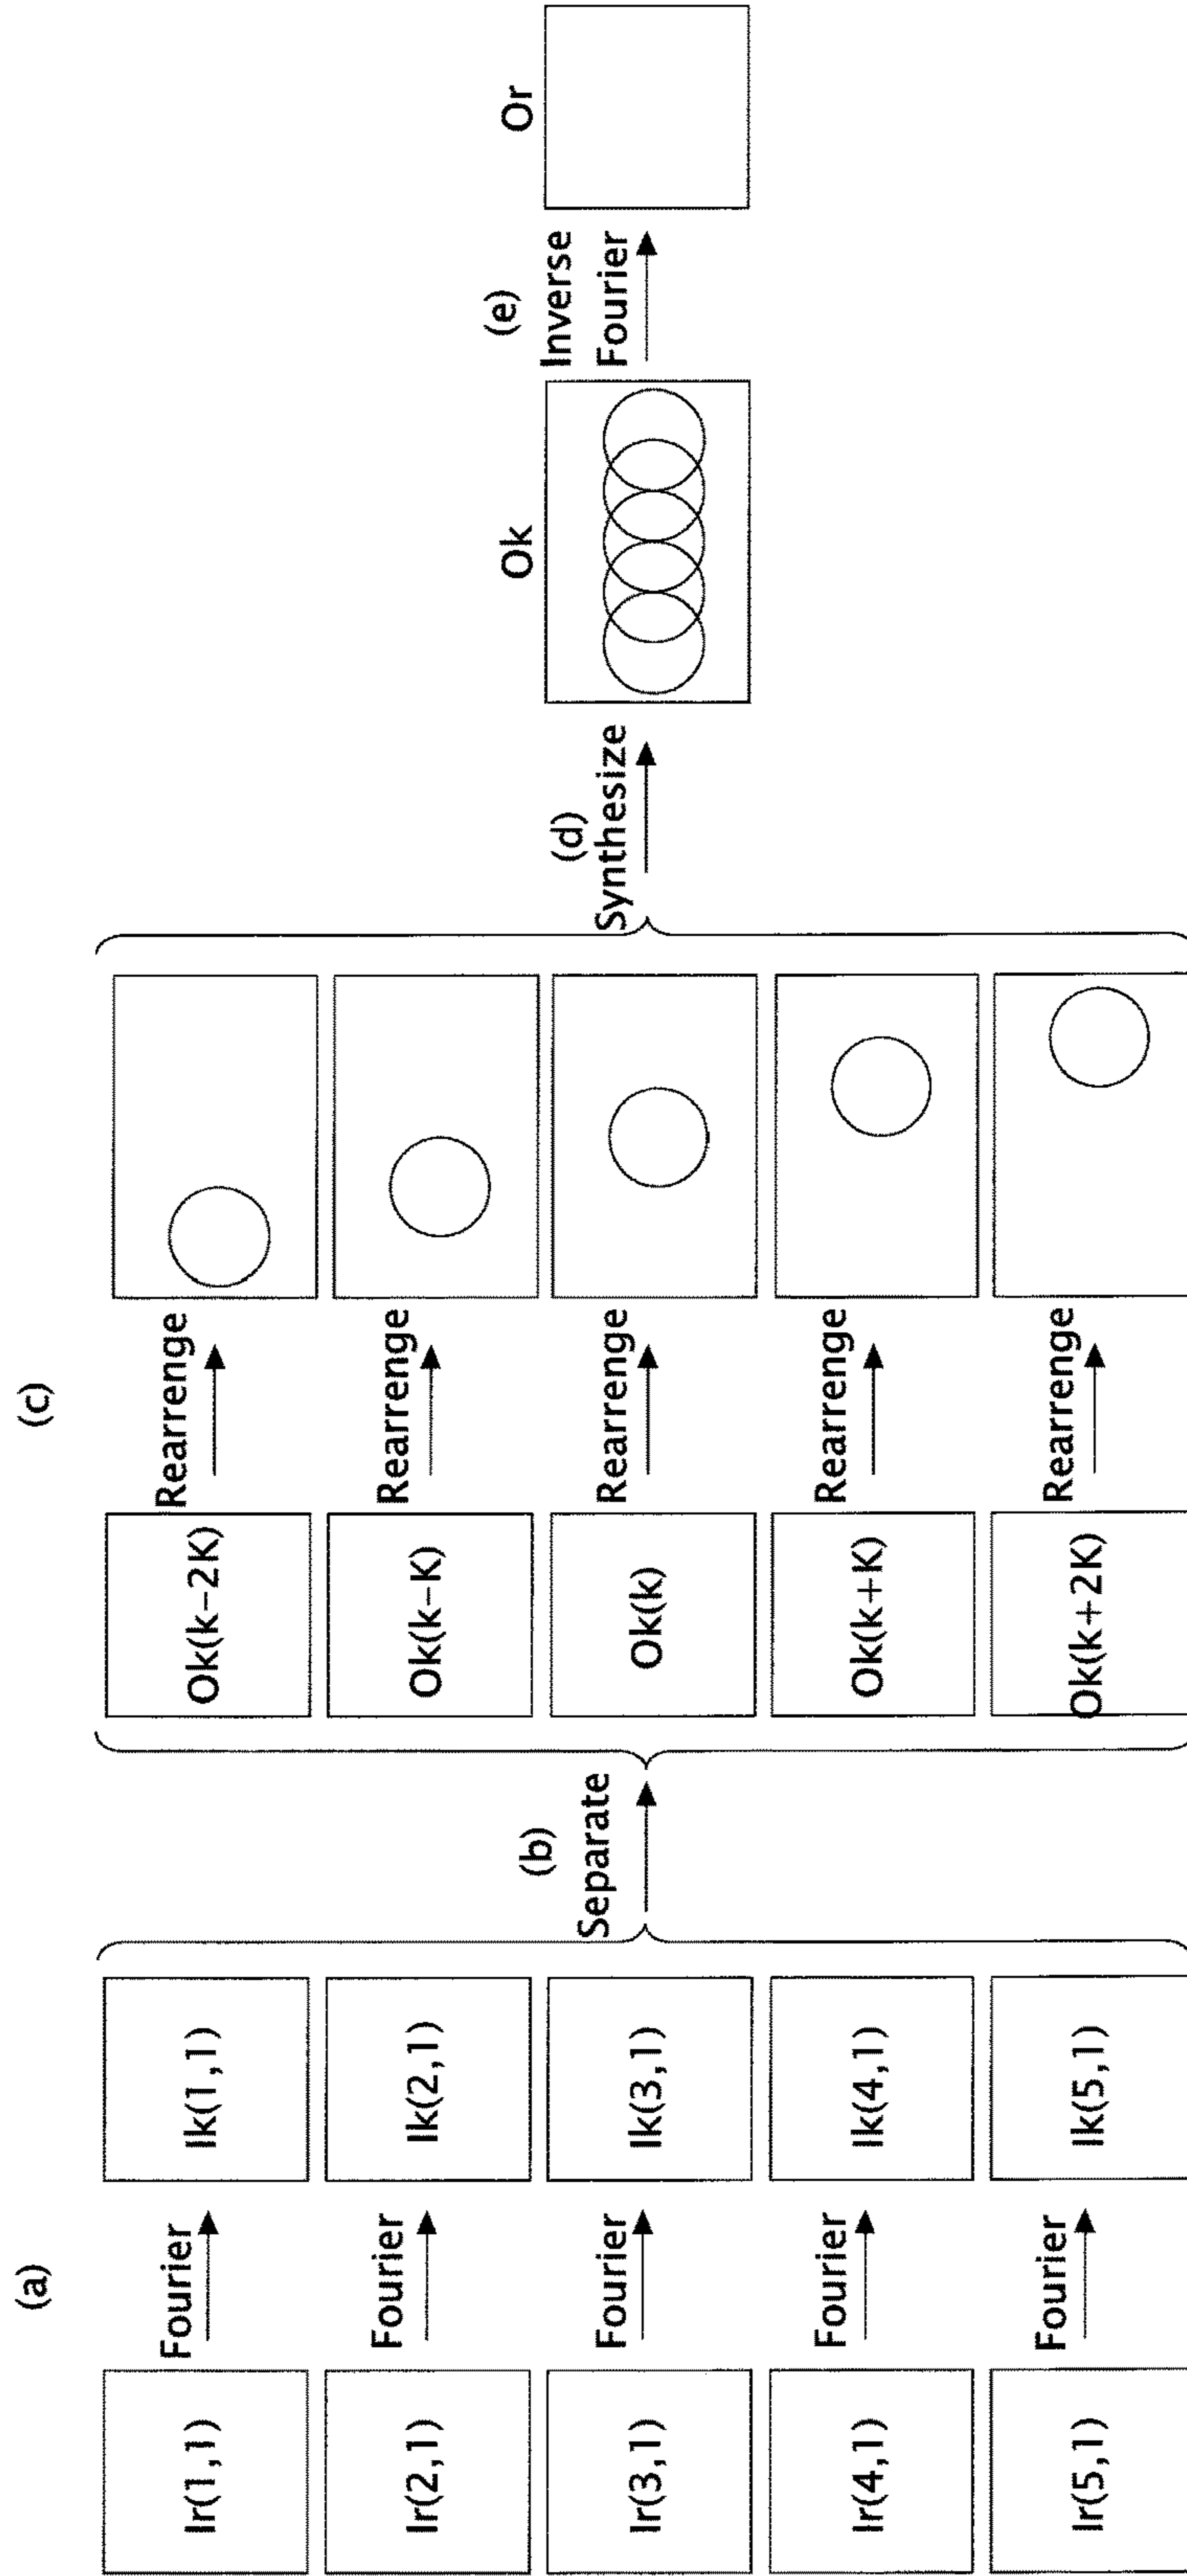 (a)
Ir(1,1)
Fourier
Ik(1,1)
Ir(2,1)
Fourier
Ik(2,1)
Ir(3,1)
Fourier
Ik(3,1)
Ir(4,1)
Fourier
Ik(4,1)
Ir(5,1)
Fourier
Ik(5,1)
(b)
Separate
(c)
Ok(k−2K)
Rearrenge
Ok(k−K)
Rearrenge
Ok(k)
Rearrenge
Ok(k+K)
Rearrenge
Ok(k+2K)
Rearrenge
(d)
Synthesize
Ok
(e)
Inverse
Fourier
Or